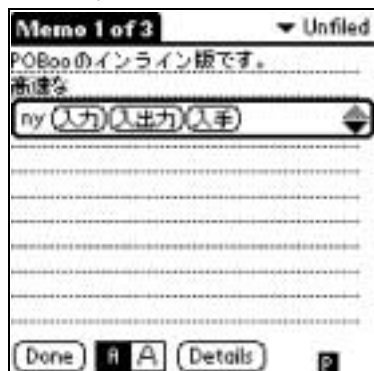 Memo 1 of 3 Unfiled
POBooのインライン版です。
高速な
ny 入力 入出力 入手
Done A A Details P